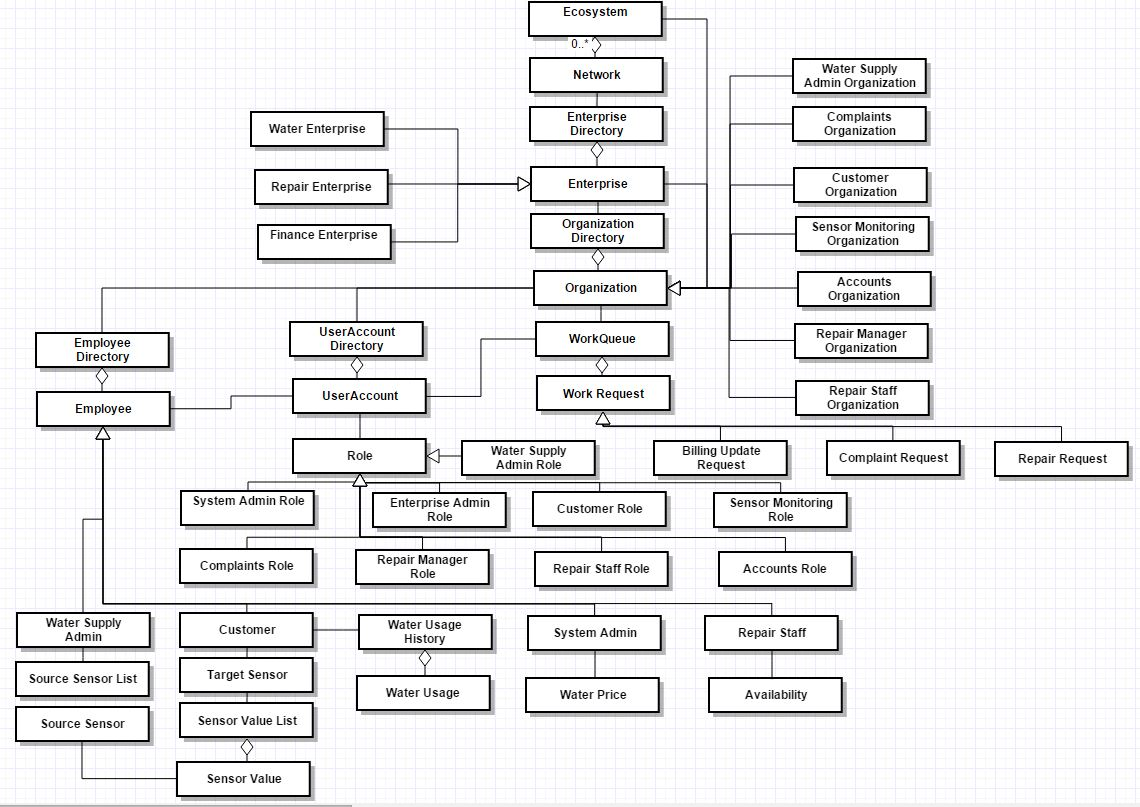 Ecosystem
0..*
Network
Enterprise
Directory
Enterprise
Organization
Directory
Organization
Water Enterprise
Repair Enterprise
Finance Enterprise
Water Supply
Admin Organization
Complaints
Organization
Customer
Organization
Sensor Monitoring
Organization
Accounts
Organization
Repair Manager
Organization
Repair Staff
Organization
Employee
Directory
UserAccount
Directory
WorkQueue
Employee
UserAccount
Work Request
Role
Water Supply
Admin Role
Billing Update
Request
Complaint Request
Repair Request
System Admin Role
Enterprise Admin
Role
Customer Role
Sensor Monitoring
Role
Complaints Role
Repair Manager
Role
Repair Staff Role
Accounts Role
Water Supply
Admin
Customer
Water Usage
History
System Admin
Repair Staff
Source Sensor List
Target Sensor
Water Usage
Water Price
Availability
Source Sensor
Sensor Value List
Sensor Value